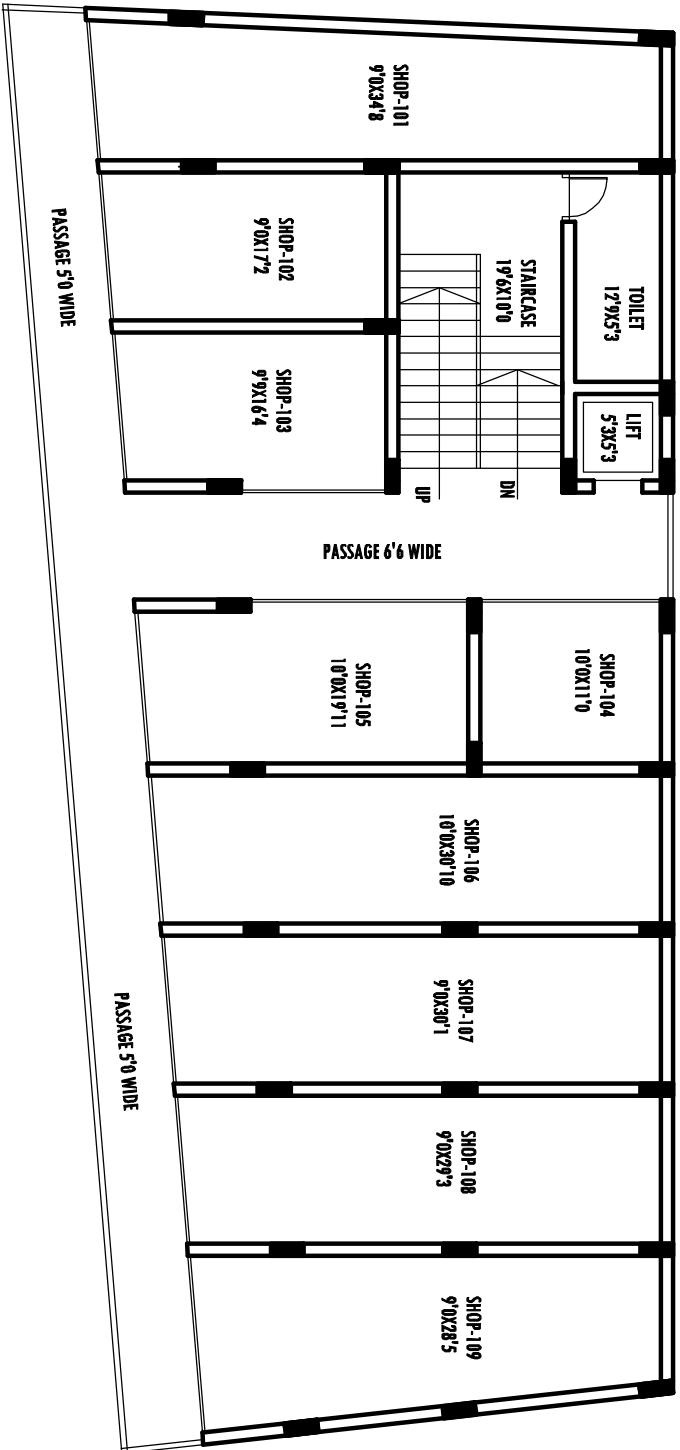 SHOP-101
9'0X34'8
SHOP-102
9'0X17'2
PASSAGE 5'0 WIDE
STAIRCASE
19'6X10'0
TOILET
12'9X5'3
SHOP-103
9'9X16'4
LIFT
5'3X5'3
UP
DN
PASSAGE 6'6 WIDE
SHOP-104
10'0X11'0
SHOP-105
10'0X19'11
SHOP-106
10'0X30'10
SHOP-107
9'0X30'1
PASSAGE 5'0 WIDE
SHOP-108
9'0X29'3
SHOP-109
9'0X28'5